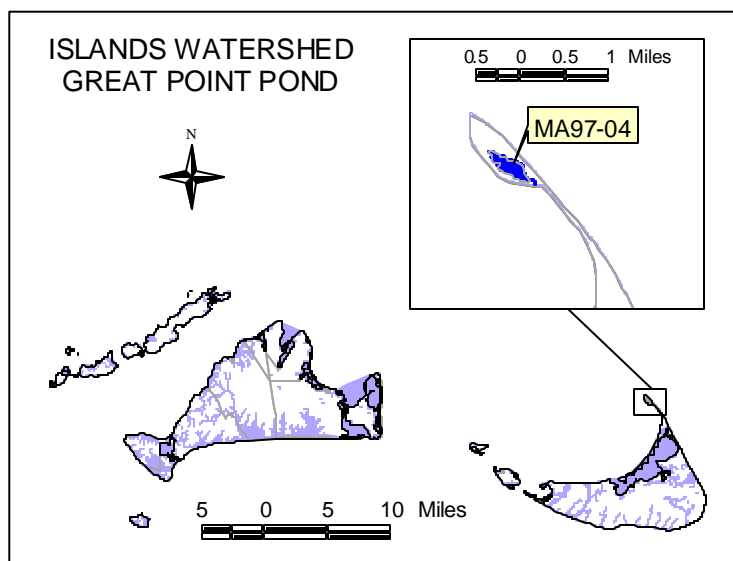 ISLANDS WATERSHED
GREAT POINT POND
N
0.5 0 0.5 1 Miles
MA97-04
5 0 5 10 Miles